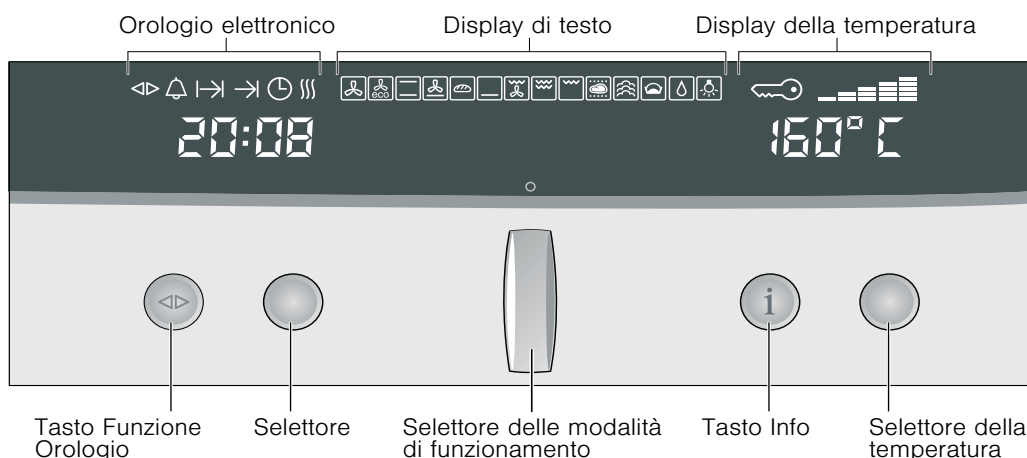 Orologio elettronico
Display di testo
Display della temperatura
eco
20:08
160°C
i
Tasto Funzione
Orologio
Selettore
Selettore delle modalità
di funzionamento
Tasto Info
Selettore della
temperatura